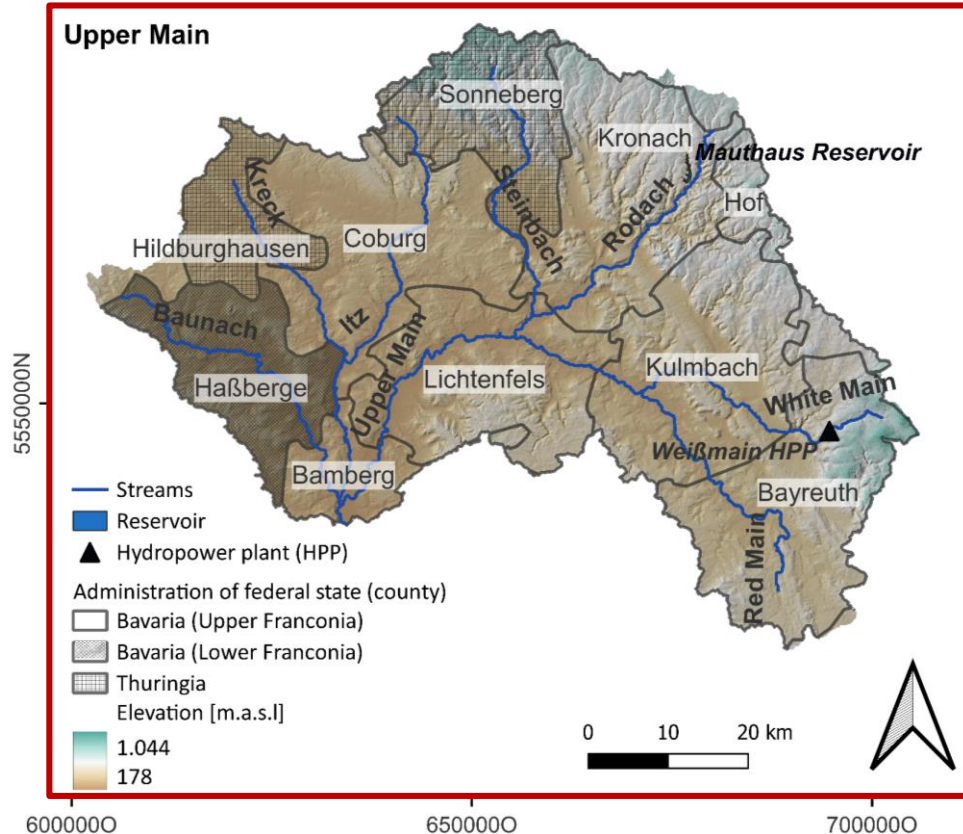 Upper Main
Sonneberg
Kronach
Mauthaus Reservoir
Kreck
Steinbach
Hof
Rodach
Coburg
Hildburghausen
Itz
Baunach
Upper Main
Haßberge
Lichtenfels
Kulmbach
White Main
5550000N
Weißmain HPP
Bamberg
Bayreuth
Red Main
Streams
Reservoir
Hydropower plant (HPP)
Administration of federal state (county)
Bavaria (Upper Franconia)
Bavaria (Lower Franconia)
Thuringia
Elevation [m.a.s.l]
1.044
178
0 10 20 km
600000O 650000O 700000O